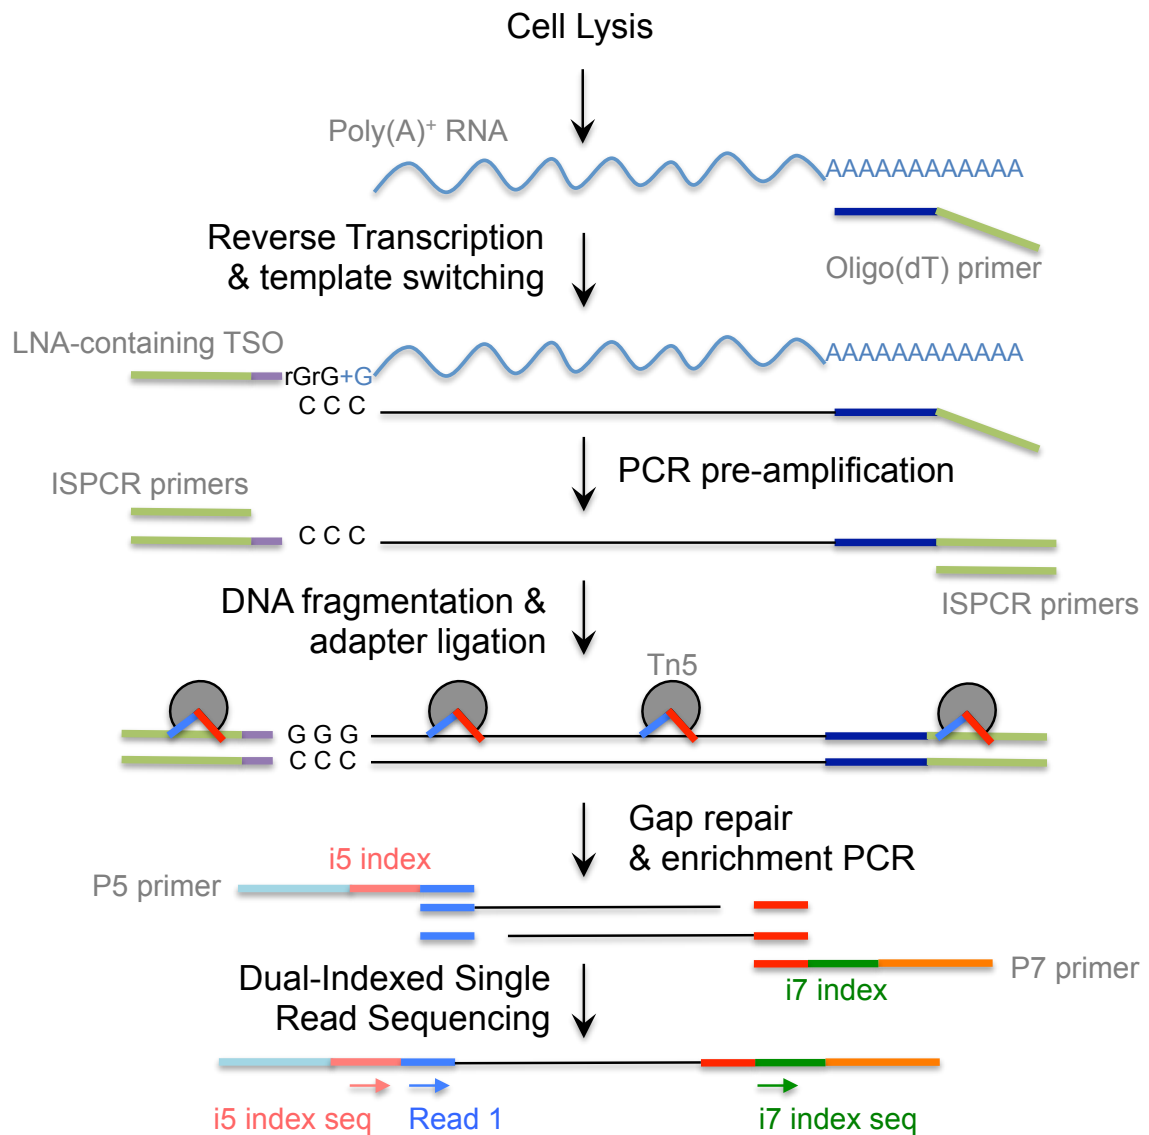 Cell Lysis
Poly(A)+ RNA
AAAAAAAAAAAA
Reverse Transcription
& template switching
Oligo(dT) primer
LNA-containing TSO
AAAAAAAAAAAA
rGrG+G
C C C
PCR pre-amplification
ISPCR primers
C C C
DNA fragmentation &
adapter ligation
ISPCR primers
Tn5
G G G
C C C
Gap repair
& enrichment PCR
i5 index
P5 primer
P7 primer
i7 index
Dual-Indexed Single
Read Sequencing
i5 index seq
Read 1
i7 index seq